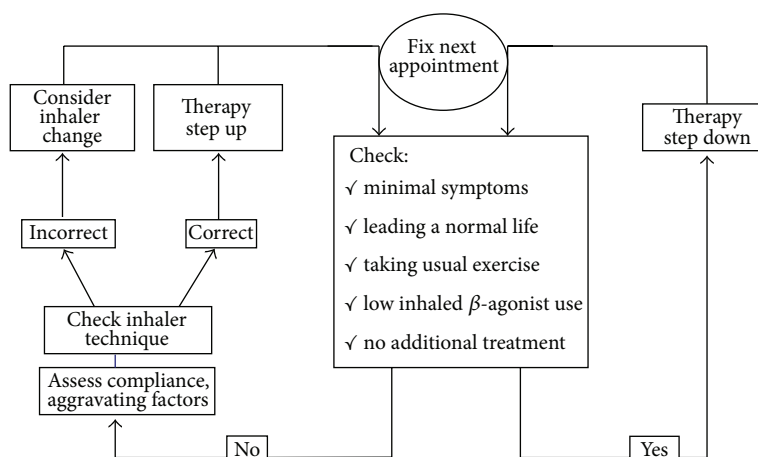 Fix next
appointment
Consider
inhaler
change
Therapy
step up
Therapy
step down
Check:
✓ minimal symptoms
✓ leading a normal life
✓ taking usual exercise
✓ low inhaled β-agonist use
✓ no additional treatment
Incorrect
Correct
Check inhaler
technique
Assess compliance,
aggravating factors
No
Yes